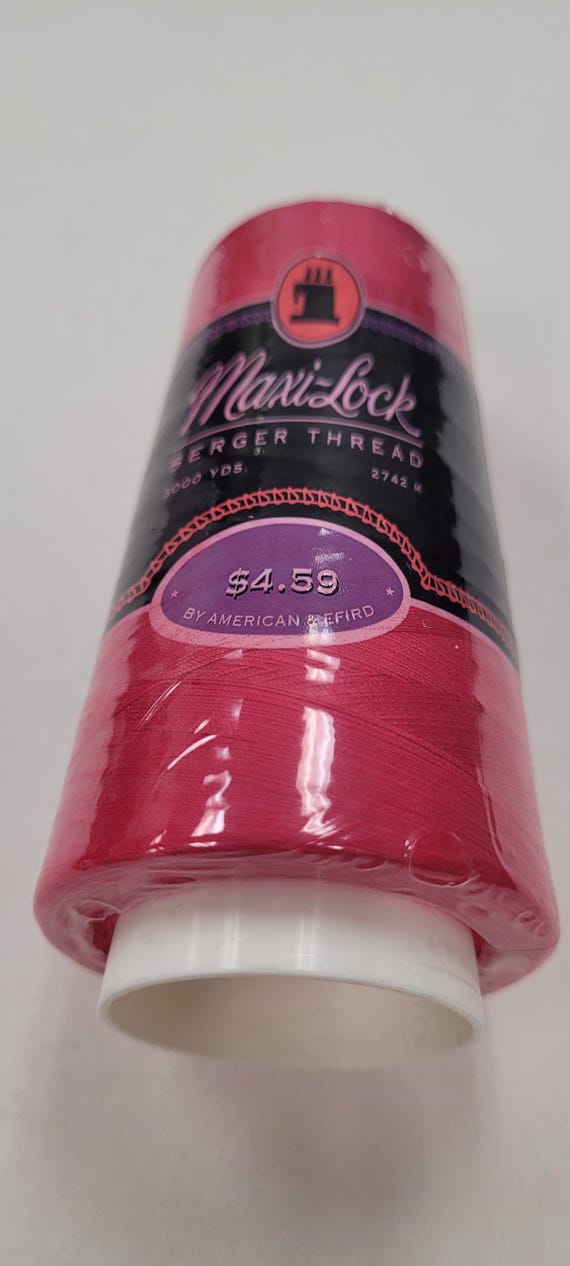 Maxi-Lock
SERGER THREAD
3000 YDS. 2742 M
$4.59
BY AMERICAN & EFIRD